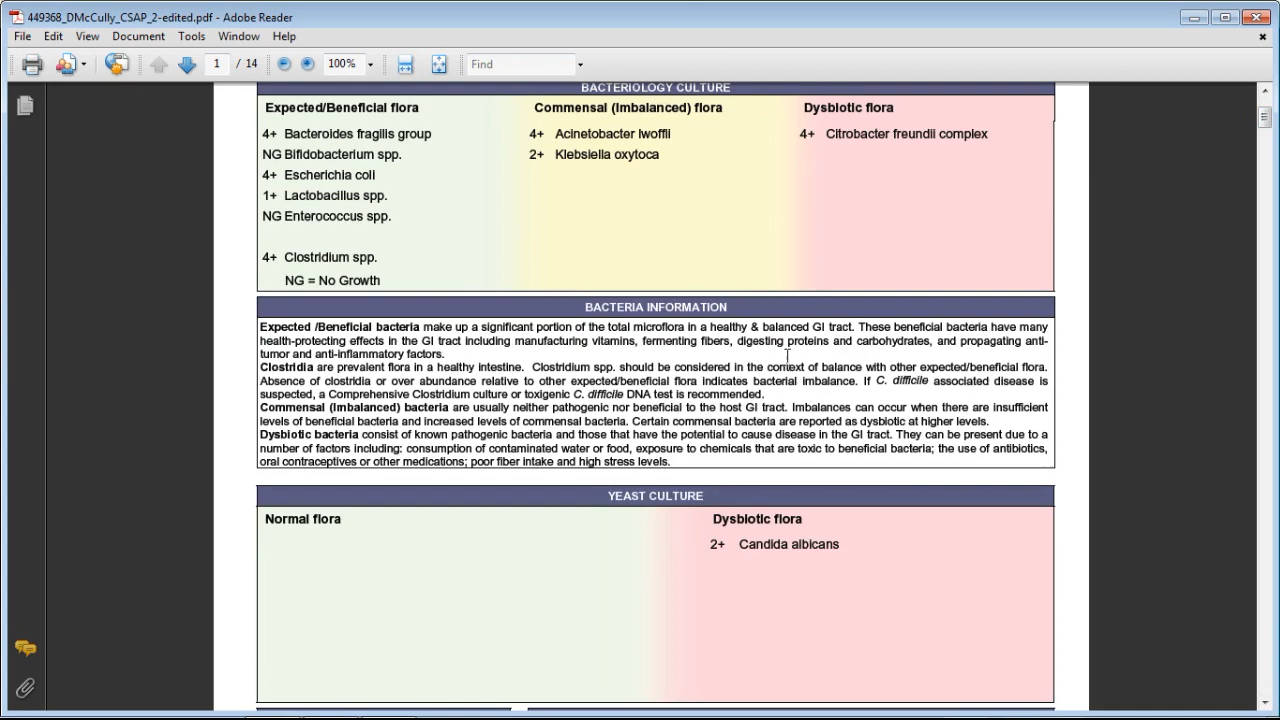 449368_DMcCully_CSAP_2-edited.pdf - Adobe Reader
File Edit View Document Tools Window Help
1 / 14 100% Find
BACTERIOLOGY CULTURE
Expected/Beneficial flora Commensal (Imbalanced) flora Dysbiotic flora
4+ Bacteroides fragilis group 4+ Acinetobacter lwoffii 4+ Citrobacter freundii complex
NG Bifidobacterium spp. 2+ Klebsiella oxytoca
4+ Escherichia coli
1+ Lactobacillus spp.
NG Enterococcus spp.
4+ Clostridium spp.
NG = No Growth
BACTERIA INFORMATION
Expected /Beneficial bacteria make up a significant portion of the total microflora in a healthy & balanced GI tract. These beneficial bacteria have many
health-protecting effects in the GI tract including manufacturing vitamins, fermenting fibers, digesting proteins and carbohydrates, and propagating anti-
tumor and anti-inflammatory factors.
Clostridia are prevalent flora in a healthy intestine. Clostridium spp. should be considered in the context of balance with other expected/beneficial flora.
Absence of clostridia or over abundance relative to other expected/beneficial flora indicates bacterial imbalance. If C. difficile associated disease is
suspected, a Comprehensive Clostridium culture or toxigenic C. difficile DNA test is recommended.
Commensal (Imbalanced) bacteria are usually neither pathogenic nor beneficial to the host GI tract. Imbalances can occur when there are insufficient
levels of beneficial bacteria and increased levels of commensal bacteria. Certain commensal bacteria are reported as dysbiotic at higher levels.
Dysbiotic bacteria consist of known pathogenic bacteria and those that have the potential to cause disease in the GI tract. They can be present due to a
number of factors including: consumption of contaminated water or food, exposure to chemicals that are toxic to beneficial bacteria; the use of antibiotics,
oral contraceptives or other medications; poor fiber intake and high stress levels.
YEAST CULTURE
Normal flora Dysbiotic flora
2+ Candida albicans